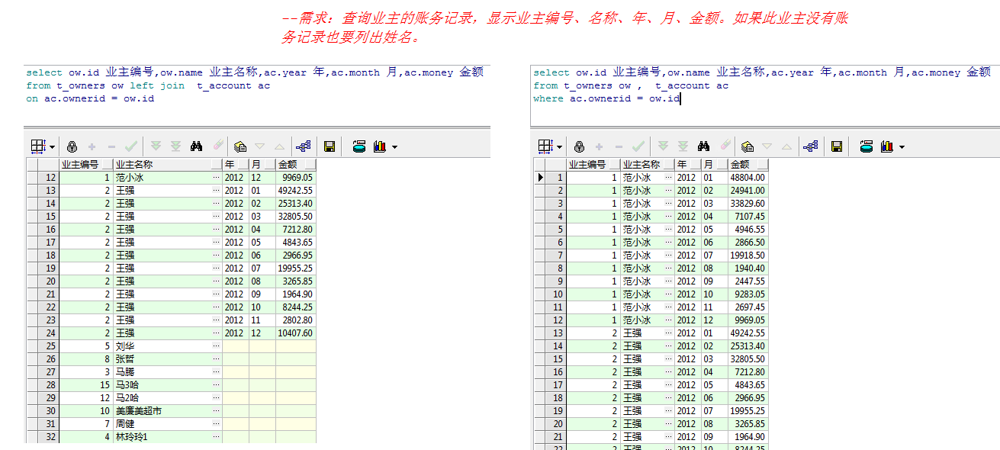 --需求：查询业主的账务记录，显示业主编号、名称、年、月、金额。如果此业主没有账
务记录也要列出姓名。
select ow.id 业主编号,ow.name 业主名称,ac.year 年,ac.month 月,ac.money 金额
from t_owners ow left join  t_account ac
on ac.ownerid = ow.id
业主编号 业主名称 年 月 金额
12 1 范小冰 ... 2012 12 9969.05
13 2 王强 ... 2012 01 49242.55
14 2 王强 ... 2012 02 25313.40
15 2 王强 ... 2012 03 32805.50
16 2 王强 ... 2012 04 7212.80
17 2 王强 ... 2012 05 4843.65
18 2 王强 ... 2012 06 2966.95
19 2 王强 ... 2012 07 19955.25
20 2 王强 ... 2012 08 3265.85
21 2 王强 ... 2012 09 1964.90
22 2 王强 ... 2012 10 8244.25
23 2 王强 ... 2012 11 2802.80
24 2 王强 ... 2012 12 10407.60
25 5 刘华 ...
26 8 张哲 ...
27 3 马腾 ...
28 15 马3哈 ...
29 12 马2哈 ...
30 10 美廉美超市 ...
31 7 周健 ...
32 4 林玲玲1 ...
select ow.id 业主编号,ow.name 业主名称,ac.year 年,ac.month 月,ac.money 金额
from t_owners ow ,  t_account ac
where ac.ownerid = ow.id
业主编号 业主名称 年 月 金额
1 1 范小冰 ... 2012 01 48804.00
2 1 范小冰 ... 2012 02 24941.00
3 1 范小冰 ... 2012 03 33829.60
4 1 范小冰 ... 2012 04 7107.45
5 1 范小冰 ... 2012 05 4946.55
6 1 范小冰 ... 2012 06 2866.50
7 1 范小冰 ... 2012 07 19918.50
8 1 范小冰 ... 2012 08 1940.40
9 1 范小冰 ... 2012 09 2447.55
10 1 范小冰 ... 2012 10 9283.05
11 1 范小冰 ... 2012 11 2697.45
12 1 范小冰 ... 2012 12 9969.05
13 2 王强 ... 2012 01 49242.55
14 2 王强 ... 2012 02 25313.40
15 2 王强 ... 2012 03 32805.50
16 2 王强 ... 2012 04 7212.80
17 2 王强 ... 2012 05 4843.65
18 2 王强 ... 2012 06 2966.95
19 2 王强 ... 2012 07 19955.25
20 2 王强 ... 2012 08 3265.85
21 2 王强 ... 2012 09 1964.90
22 2 王强 ... 2012 10 8244.25